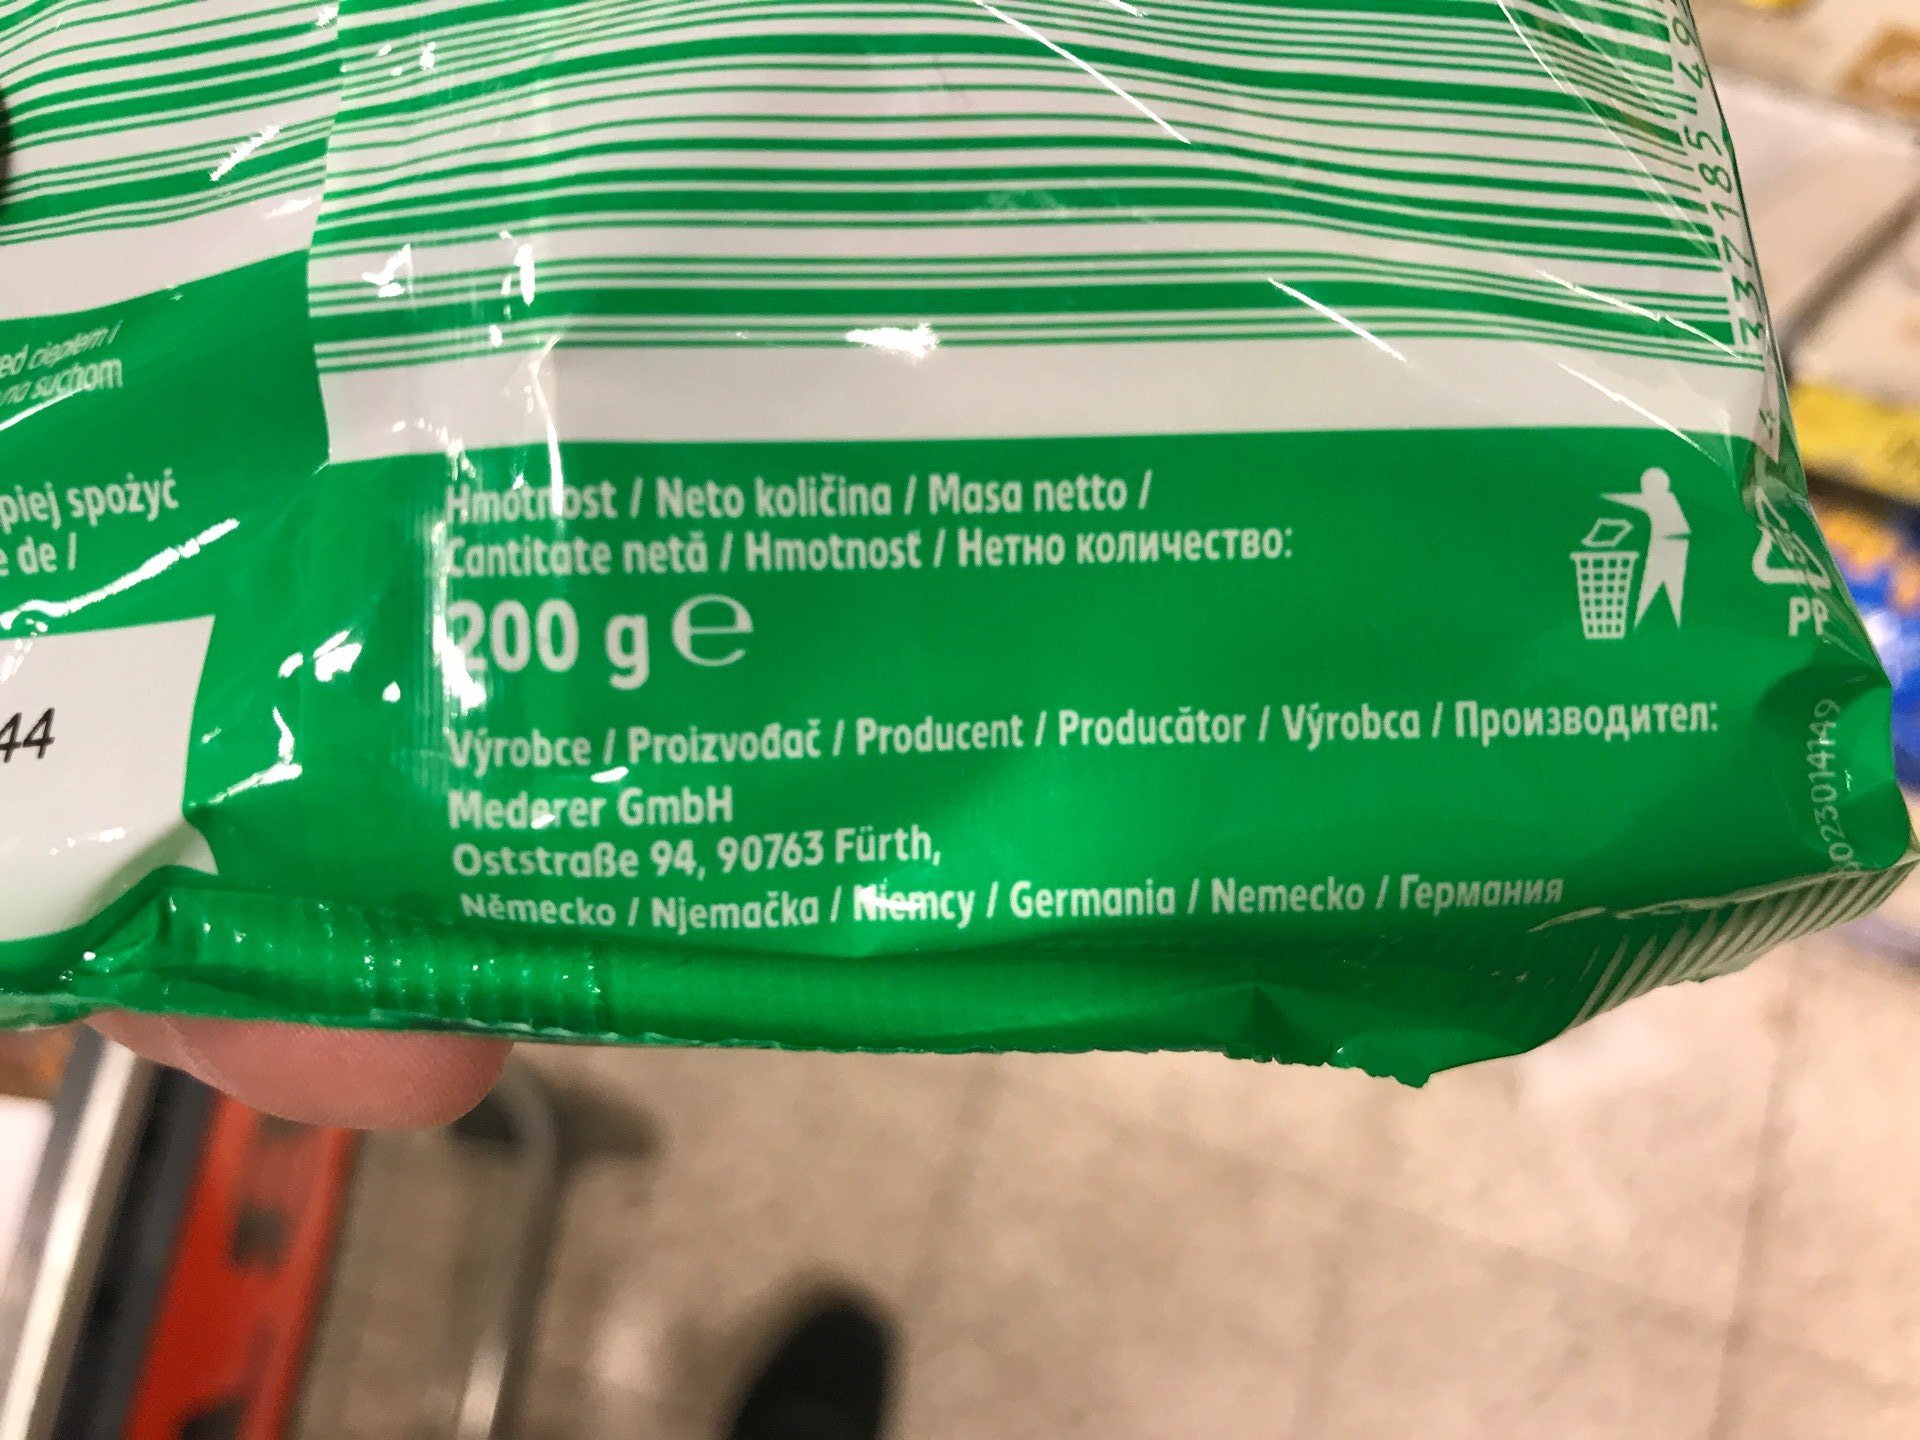 ed ciepłem i
na suchom
piej spożyć
e de /
44
Hmotnost / Neto količina / Masa netto /
Cantitate netă / Hmotnosť / Нетно количество:
200 g ℮
Výrobce / Proizvođač / Producent / Producător / Výrobca / Производител:
Mederer GmbH
Oststraße 94, 90763 Fürth,
Německo / Njemačka / Niemcy / Germania / Nemecko / Германия
PP